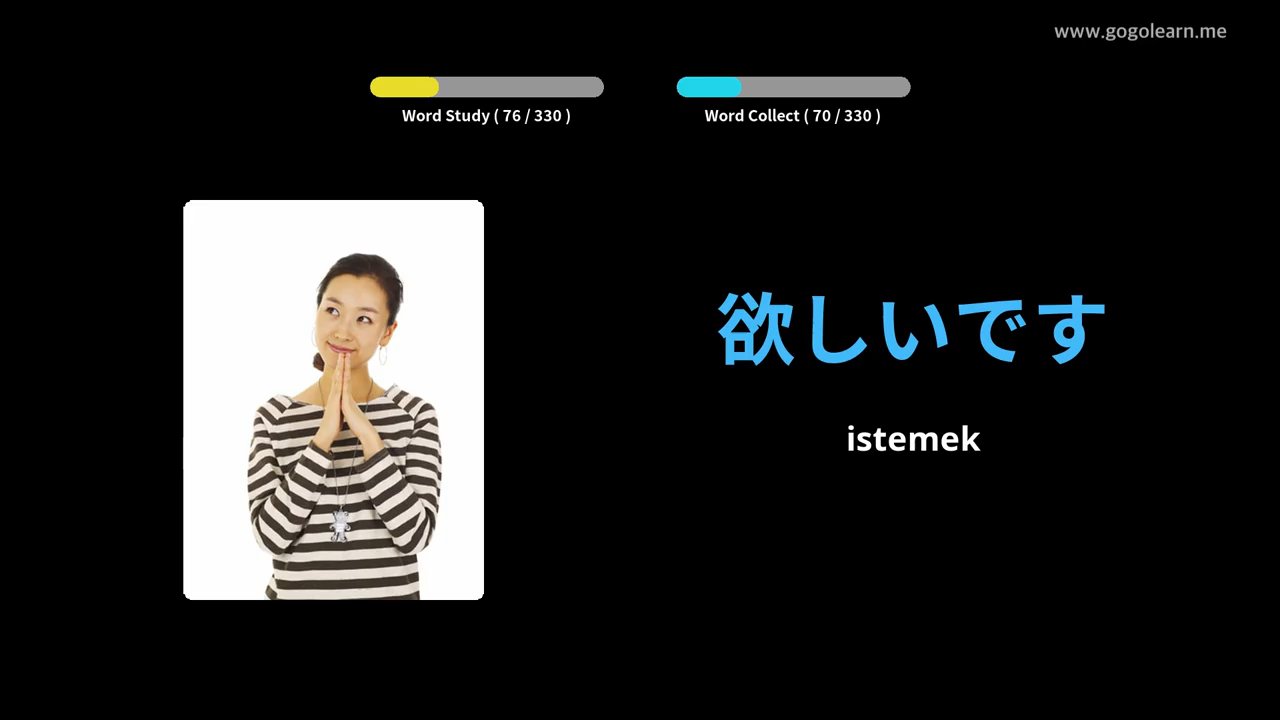 www.gogolearn.me
Word Study ( 76 / 330 )
Word Collect ( 70 / 330 )
欲しいです
istemek